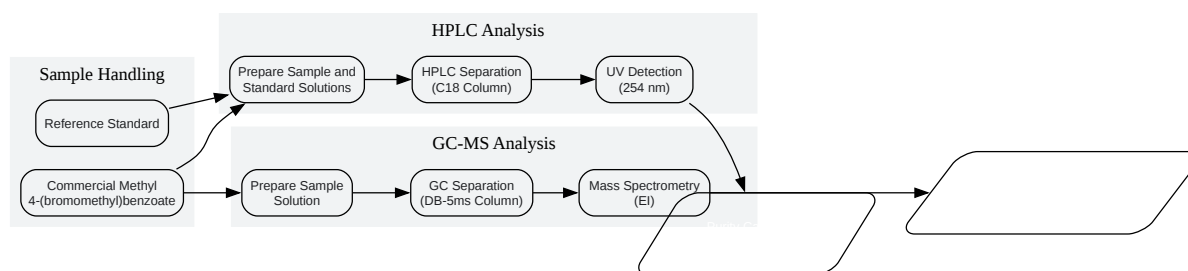 HPLC Analysis
Sample Handling
Reference Standard
Commercial Methyl
4-(bromomethyl)benzoate
Prepare Sample and
Standard Solutions
HPLC Separation
(C18 Column)
UV Detection
(254 nm)
GC-MS Analysis
Prepare Sample
Solution
GC Separation
(DB-5ms Column)
Mass Spectrometry
(EI)